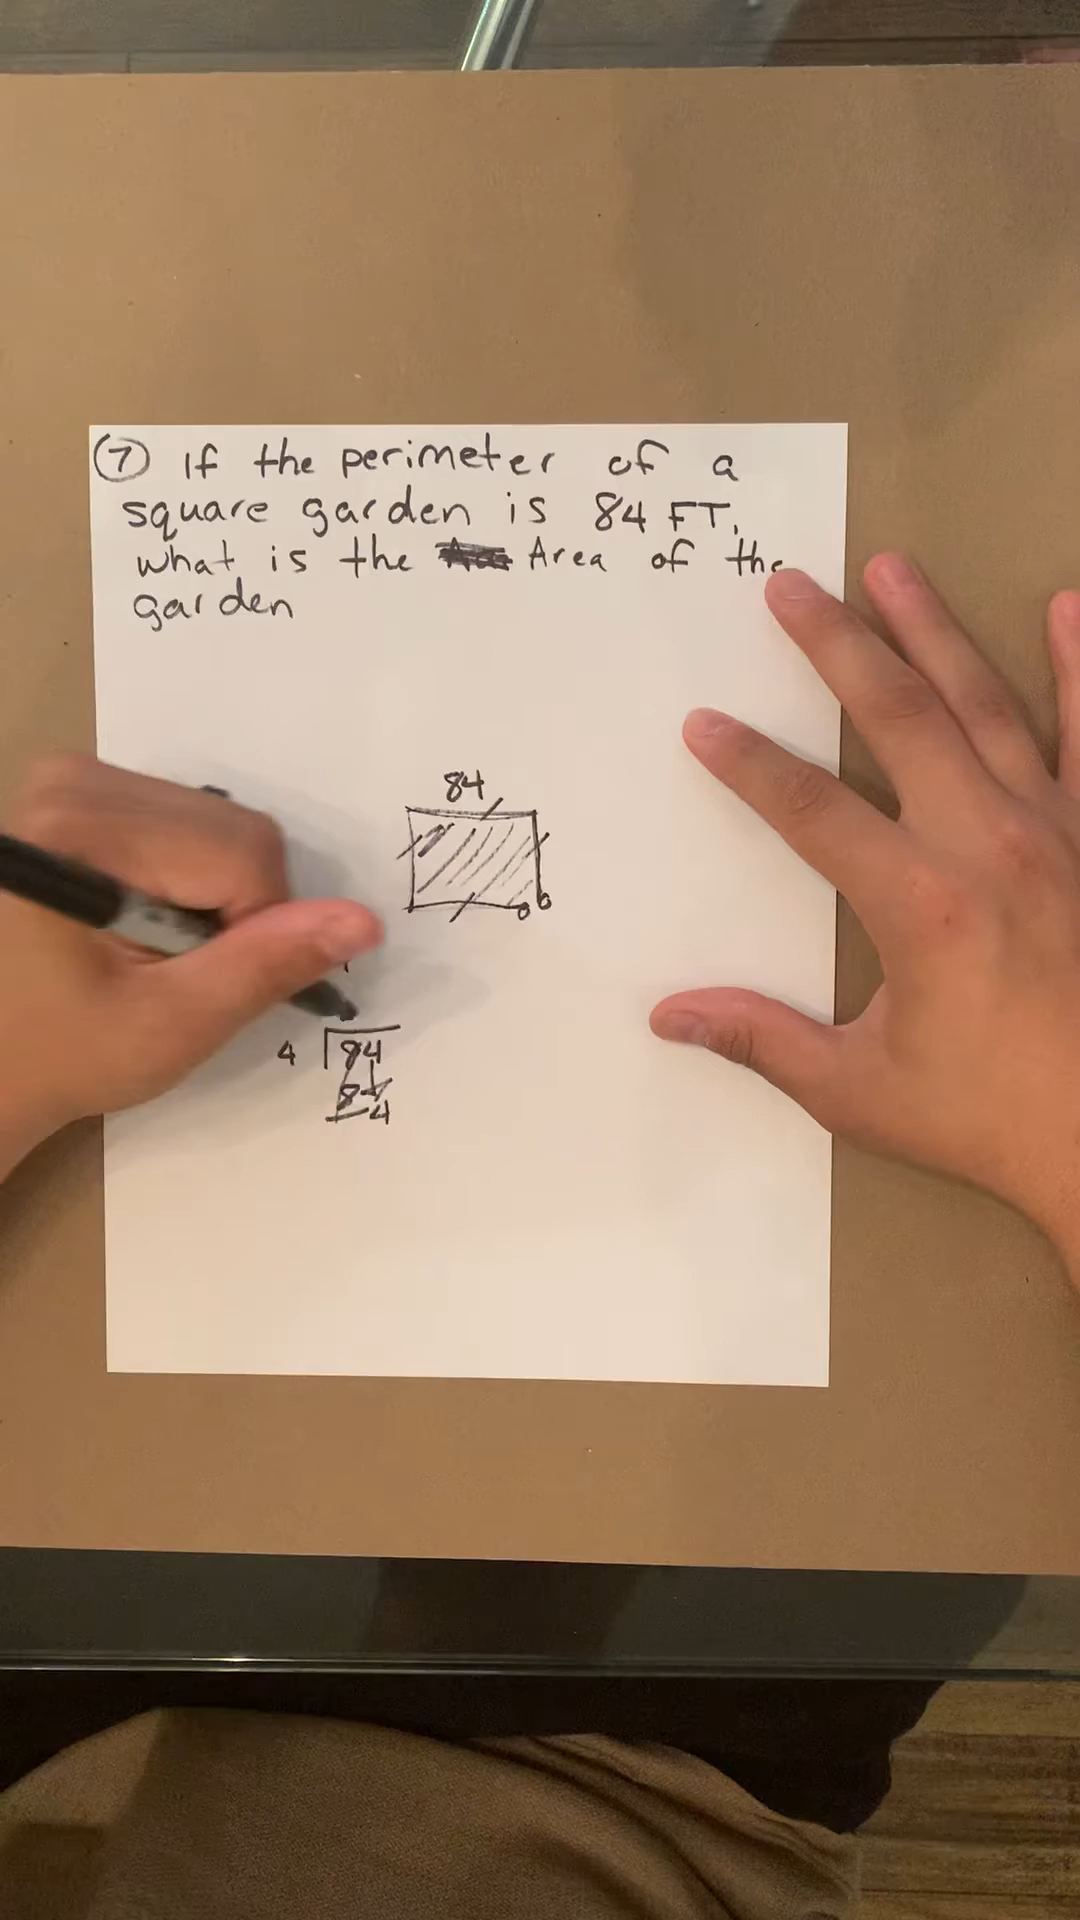 ⑦ If the perimeter of a
square garden is 84 FT,
what is the Area of the
garden
84
4 84
8
4